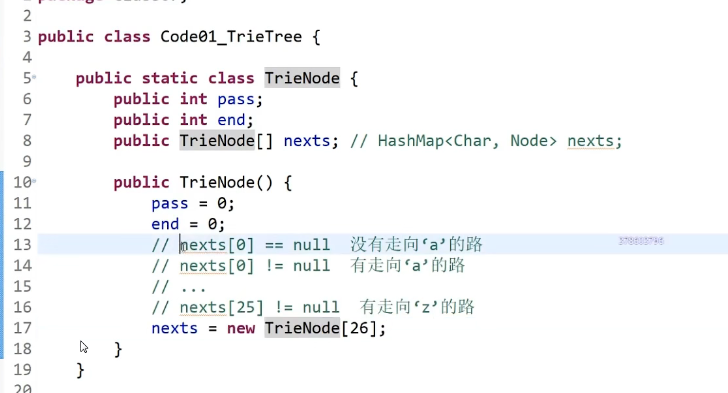 2
3 public class Code01_TrieTree {
4
5 public static class TrieNode {
6 public int pass;
7 public int end;
8 public TrieNode[] nexts; // HashMap<Char, Node> nexts;
9
10 public TrieNode() {
11 pass = 0;
12 end = 0;
13 // nexts[0] == null 没有走向‘a’的路
14 // nexts[0] != null 有走向‘a’的路
15 // ...
16 // nexts[25] != null 有走向‘z’的路
17 nexts = new TrieNode[26];
18 }
19 }
20